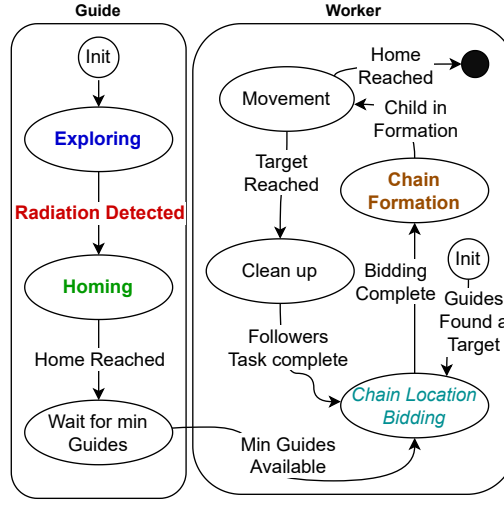 Guide
Init
Exploring
Radiation Detected
Homing
Home Reached
Wait for min
Guides
Worker
Home
Reached
Movement
Child in
Formation
Target
Reached
Chain
Formation
Clean up
Bidding
Complete
Init
Guides
Found a
Target
Followers
Task complete
Chain Location
Bidding
Min Guides
Available